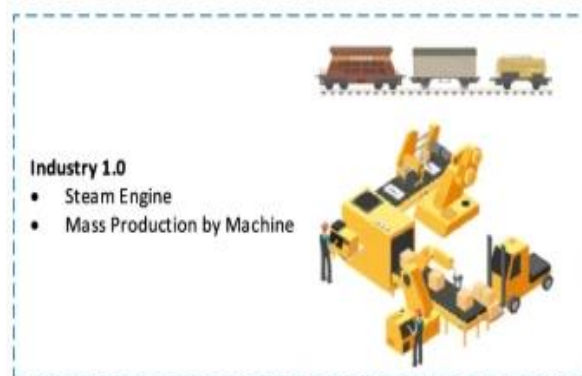 Industry 1.0
• Steam Engine
• Mass Production by Machine